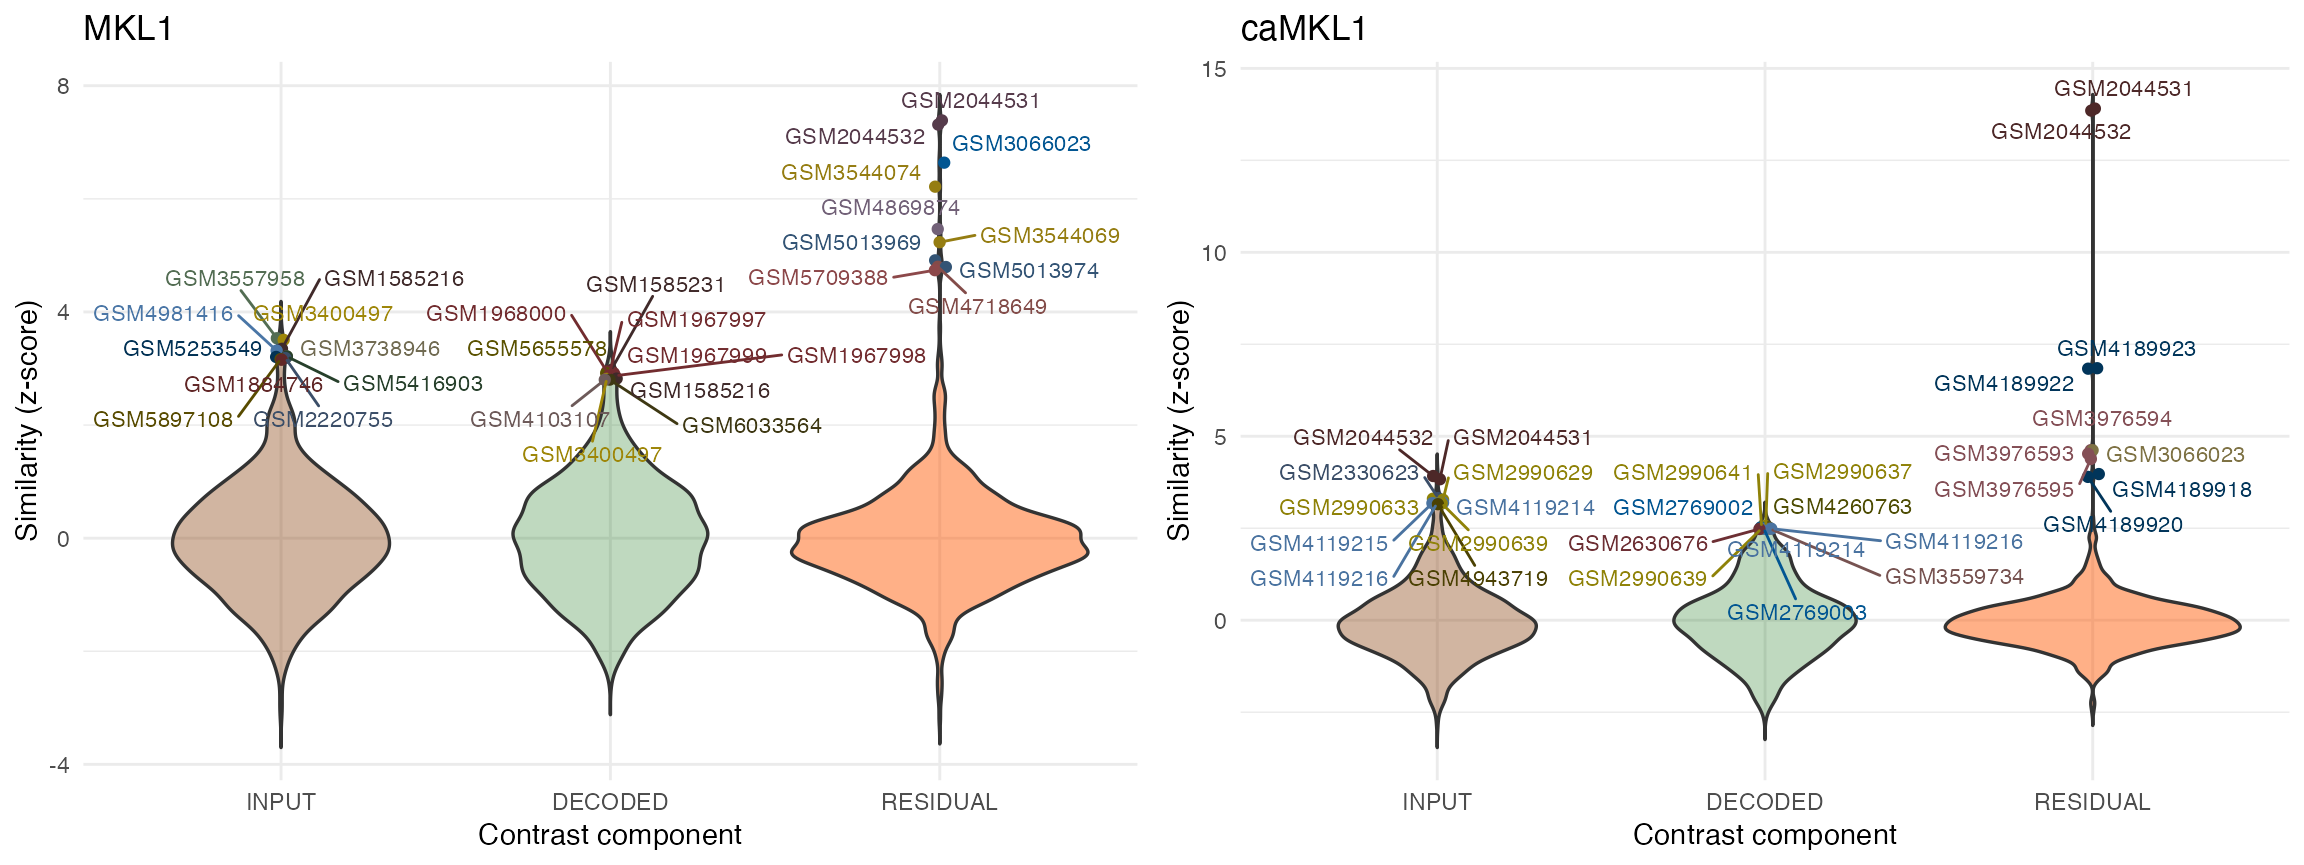 MKL1
Similarity (z-score)
8
4
0
-4
GSM3557958
GSM1585216
GSM4981416
GSM3400497
GSM5253549
GSM3738946
GSM1884746
GSM5416903
GSM5897108
GSM2220755
GSM1585231
GSM1968000
GSM1967997
GSM5655578
GSM1967999
GSM1967998
GSM1585216
GSM4103107
GSM6033564
GSM3400497
GSM2044531
GSM2044532
GSM3066023
GSM3544074
GSM4869874
GSM5013969
GSM3544069
GSM5709388
GSM5013974
GSM4718649
INPUT
DECODED
RESIDUAL
Contrast component
caMKL1
Similarity (z-score)
15
10
5
0
GSM2044532
GSM2044531
GSM2330623
GSM2990629
GSM2990633
GSM4119214
GSM4119215
GSM2990639
GSM4119216
GSM4943719
GSM2990641
GSM2990637
GSM2769002
GSM4260763
GSM2630676
GSM4119214
GSM4119216
GSM2990639
GSM3559734
GSM2769003
GSM2044531
GSM2044532
GSM4189923
GSM4189922
GSM3976594
GSM3976593
GSM3066023
GSM3976595
GSM4189918
GSM4189920
INPUT
DECODED
RESIDUAL
Contrast component